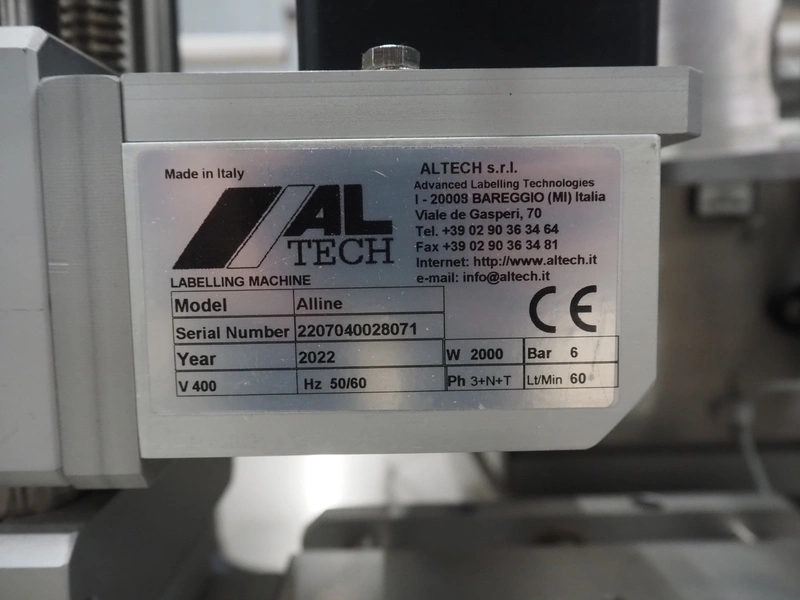 Made in Italy
AL
TECH
LABELLING MACHINE
ALTECH s.r.l.
Advanced Labelling Technologies
I - 20008 BAREGGIO (MI) Italia
Viale de Gasperi, 70
Tel. +39 02 90 36 34 64
Fax +39 02 90 36 34 81
Internet: http://www.altech.it
e-mail: info@altech.it
CE
Model Alline
Serial Number 2207040028071
Year 2022 W 2000 Bar 6
V 400 Hz 50/60 Ph 3+N+T Lt/Min 60